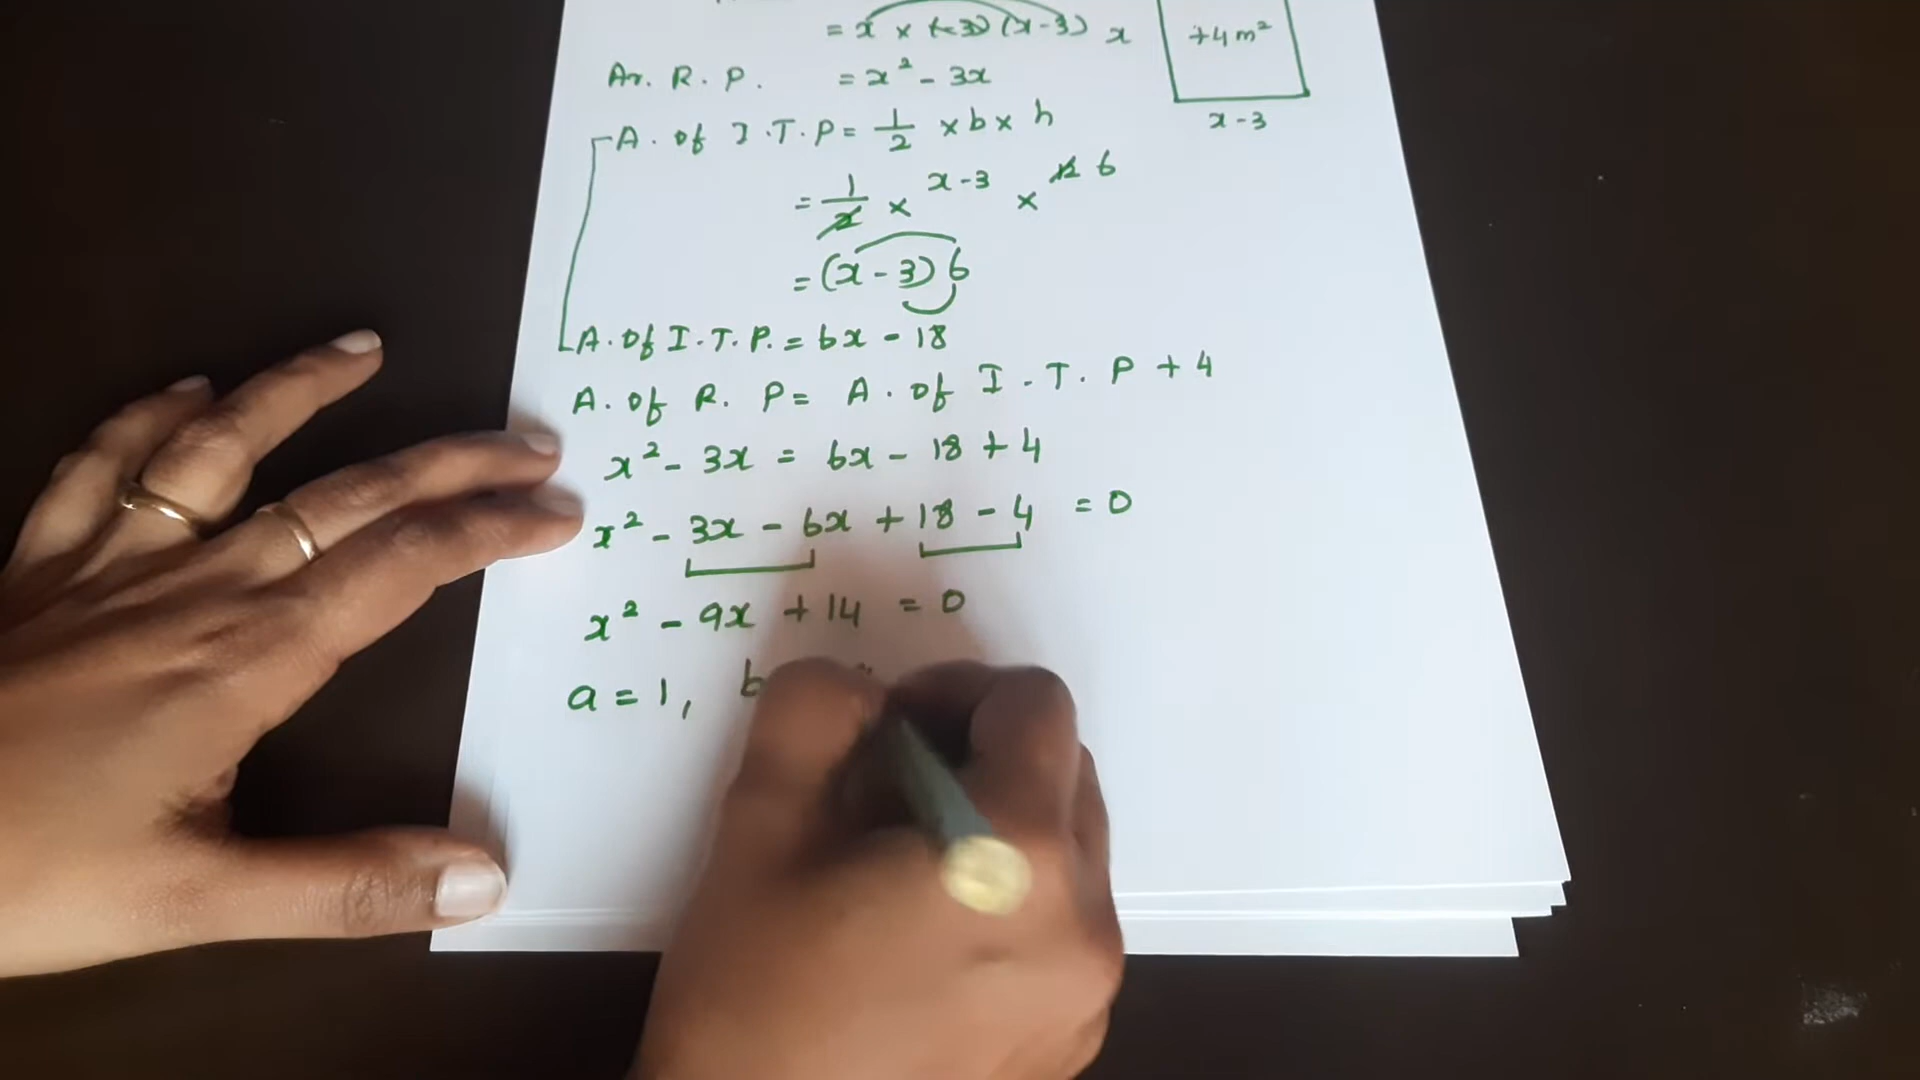 = x × (x-3) x
+4 m²
Ar. R. P. = x² - 3x
x-3
A. of I.T.P = 1/2 × b × h
= 1/2 × x-3 × 12 6
= (x - 3) 6
A. of I.T.P. = 6x - 18
A. of R. P = A. of I.T.P + 4
x² - 3x = 6x - 18 + 4
x² - 3x - 6x + 18 - 4 = 0
x² - 9x + 14 = 0
a = 1, b